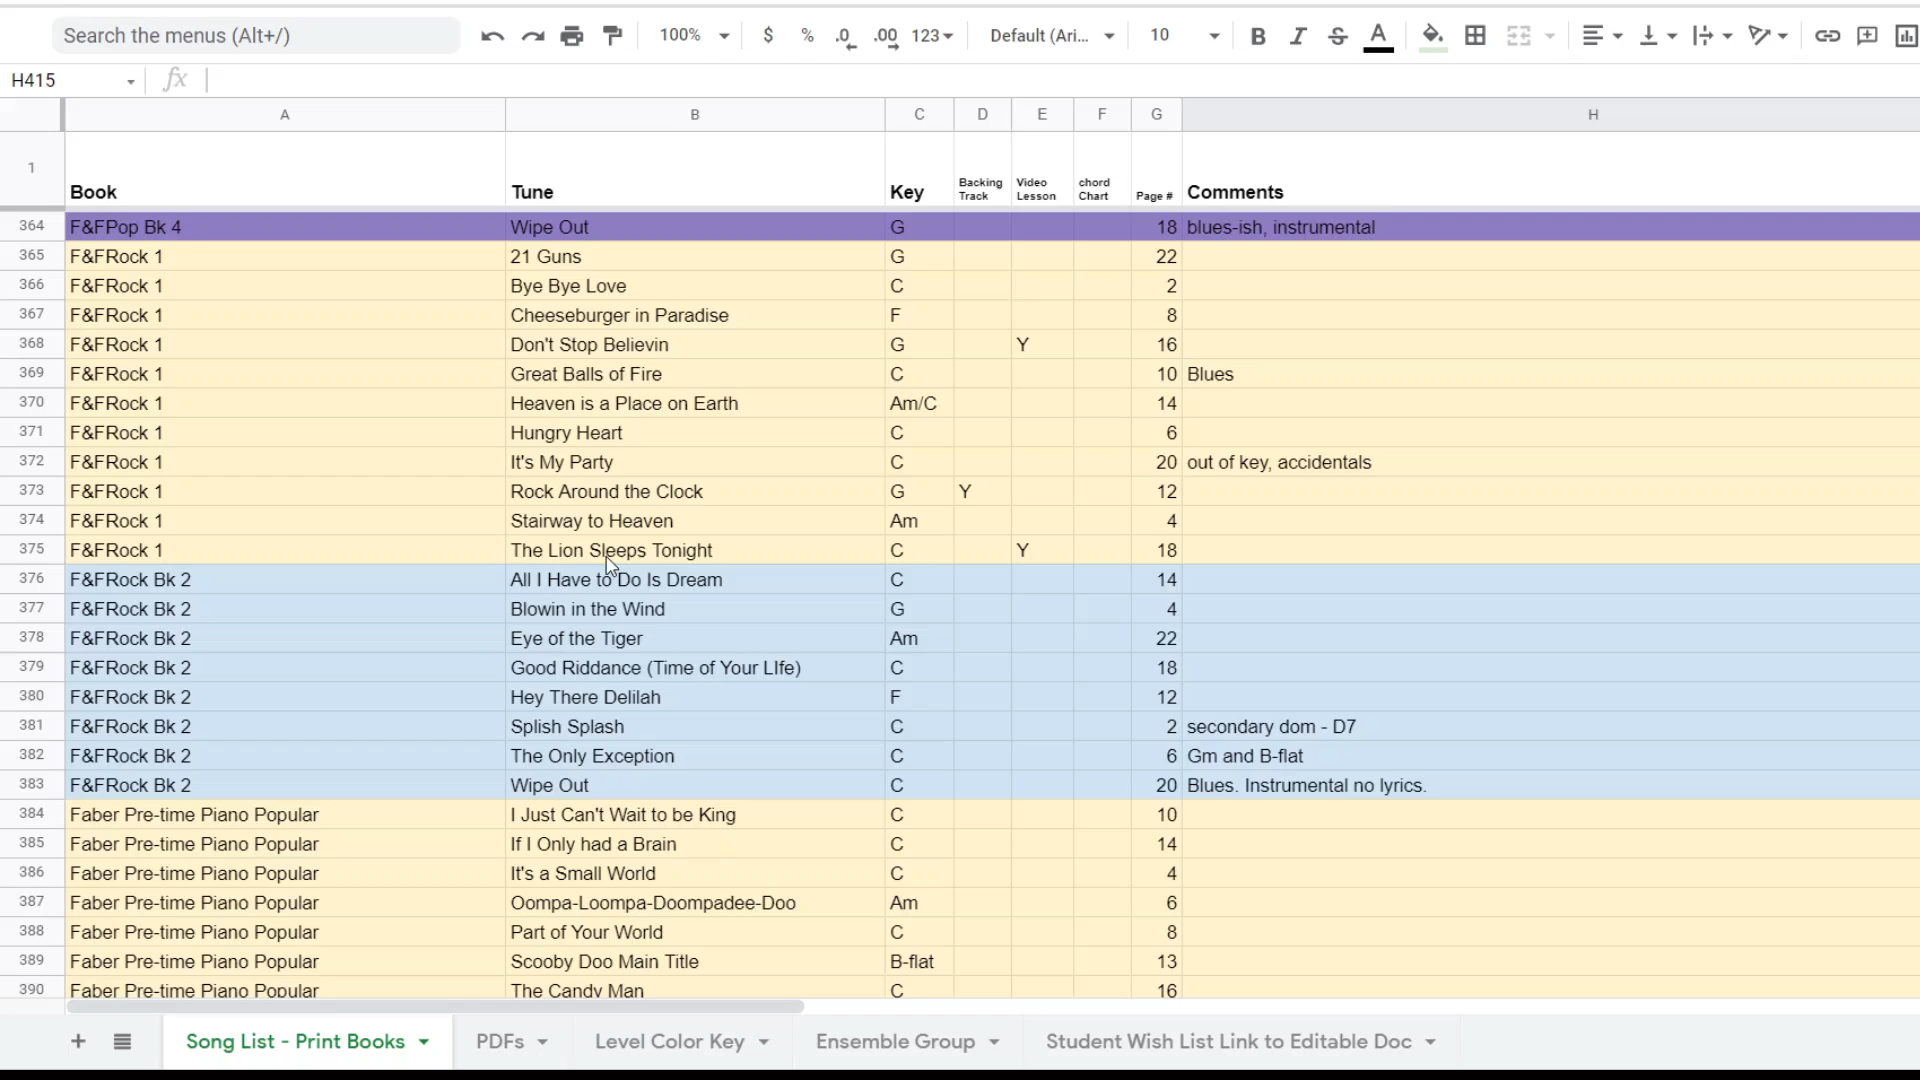 Search the menus (Alt+/) 100% $ % .0 .00 123 Default (Ari... 10 B I S A
H415 fx
A B C D E F G H
1 Book Tune Key Backing Track Video Lesson chord Chart Page # Comments
364 F&FPop Bk 4 Wipe Out G 18 blues-ish, instrumental
365 F&FRock 1 21 Guns G 22
366 F&FRock 1 Bye Bye Love C 2
367 F&FRock 1 Cheeseburger in Paradise F 8
368 F&FRock 1 Don't Stop Believin G Y 16
369 F&FRock 1 Great Balls of Fire C 10 Blues
370 F&FRock 1 Heaven is a Place on Earth Am/C 14
371 F&FRock 1 Hungry Heart C 6
372 F&FRock 1 It's My Party C 20 out of key, accidentals
373 F&FRock 1 Rock Around the Clock G Y 12
374 F&FRock 1 Stairway to Heaven Am 4
375 F&FRock 1 The Lion Sleeps Tonight C Y 18
376 F&FRock Bk 2 All I Have to Do Is Dream C 14
377 F&FRock Bk 2 Blowin in the Wind G 4
378 F&FRock Bk 2 Eye of the Tiger Am 22
379 F&FRock Bk 2 Good Riddance (Time of Your LIfe) C 18
380 F&FRock Bk 2 Hey There Delilah F 12
381 F&FRock Bk 2 Splish Splash C 2 secondary dom - D7
382 F&FRock Bk 2 The Only Exception C 6 Gm and B-flat
383 F&FRock Bk 2 Wipe Out C 20 Blues. Instrumental no lyrics.
384 Faber Pre-time Piano Popular I Just Can't Wait to be King C 10
385 Faber Pre-time Piano Popular If I Only had a Brain C 14
386 Faber Pre-time Piano Popular It's a Small World C 4
387 Faber Pre-time Piano Popular Oompa-Loompa-Doompadee-Doo Am 6
388 Faber Pre-time Piano Popular Part of Your World C 8
389 Faber Pre-time Piano Popular Scooby Doo Main Title B-flat 13
390 Faber Pre-time Piano Popular The Candy Man C 16
+ Song List - Print Books PDFs Level Color Key Ensemble Group Student Wish List Link to Editable Doc